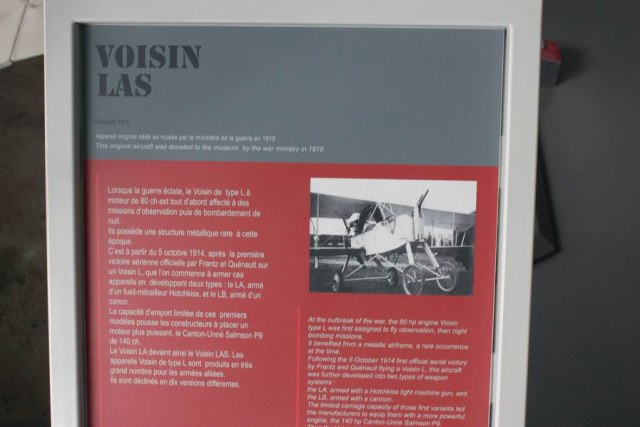 VOISIN
LAS
FRANCE 1915
Appareil original cédé au musée par le ministère de la guerre en 1919
This original aircraft was donated to the museum by the war ministry in 1919
Lorsque la guerre éclate, le Voisin de type L à
moteur de 80 ch est tout d'abord affecté à des
missions d'observation puis de bombardement de
nuit.
Ils possède une structure métallique rare à cette
époque.
C'est à partir du 5 octobre 1914, après la première
victoire aérienne officielle par Frantz et Quénault sur
un Voisin L, que l'on commence à armer ces
appareils en développant deux types : le LA, armé
d'un fusil-mitrailleur Hotchkiss, et le LB, armé d'un
canon.
La capacité d'emport limitée de ces premiers
modèles pousse les constructeurs à placer un
moteur plus puissant, le Canton-Unné Salmson P9
de 140 ch.
Le Voisin LA devient ainsi le Voisin LAS. Les
appareils Voisin de type L sont produits en très
grand nombre pour les armées alliées.
Ils sont déclinés en dix versions différentes.
At the outbreak of the war, the 80 hp engine Voisin
type L was first assigned to fly observation, then night
bombing missions.
It benefited from a metallic airframe, a rare occurrence
at the time.
Following the 5 October 1914 first official aerial victory
by Frantz and Quénault flying a Voisin L, this aircraft
was further developed into two types of weapon
systems
the LA, armed with a Hotchkiss light machine gun, and
the LB, armed with a cannon.
The limited carriage capacity of those first variants led
the manufacturers to equip them with a more powerful
engine, the 140 hp Canton-Unné Salmson P9.